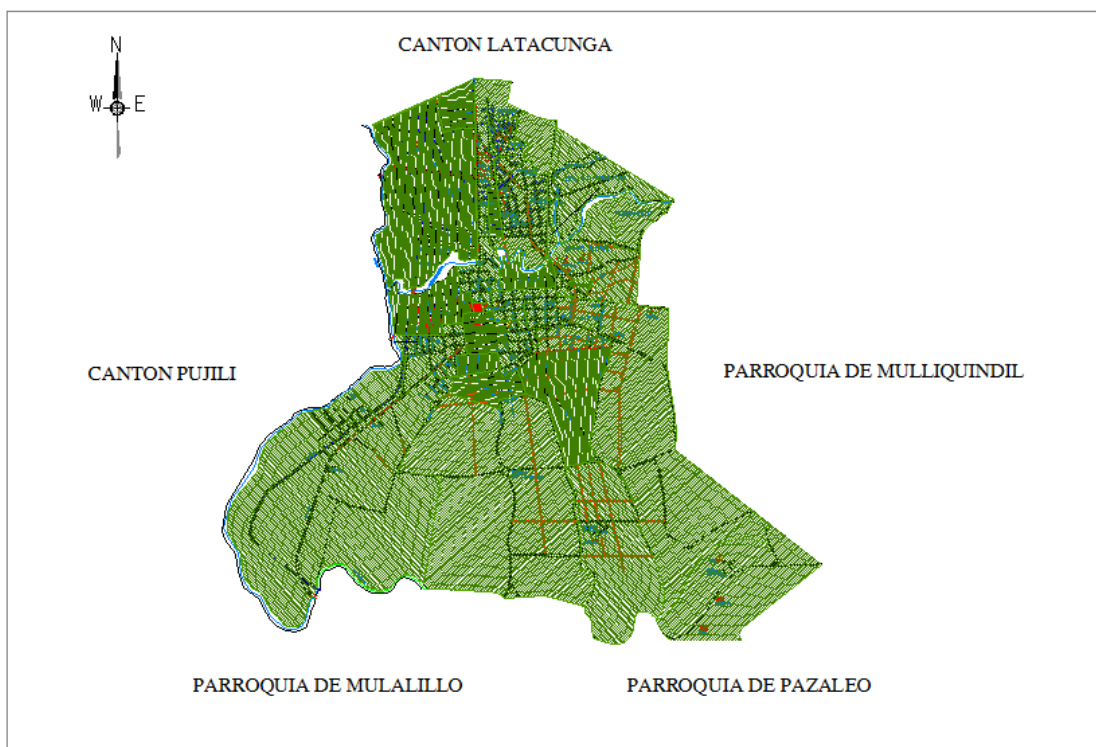 CANTON LATACUNGA
N
W E
CANTON PUJILI
PARROQUIA DE MULLIQUINDIL
PARROQUIA DE MULALILLO
PARROQUIA DE PAZALEO